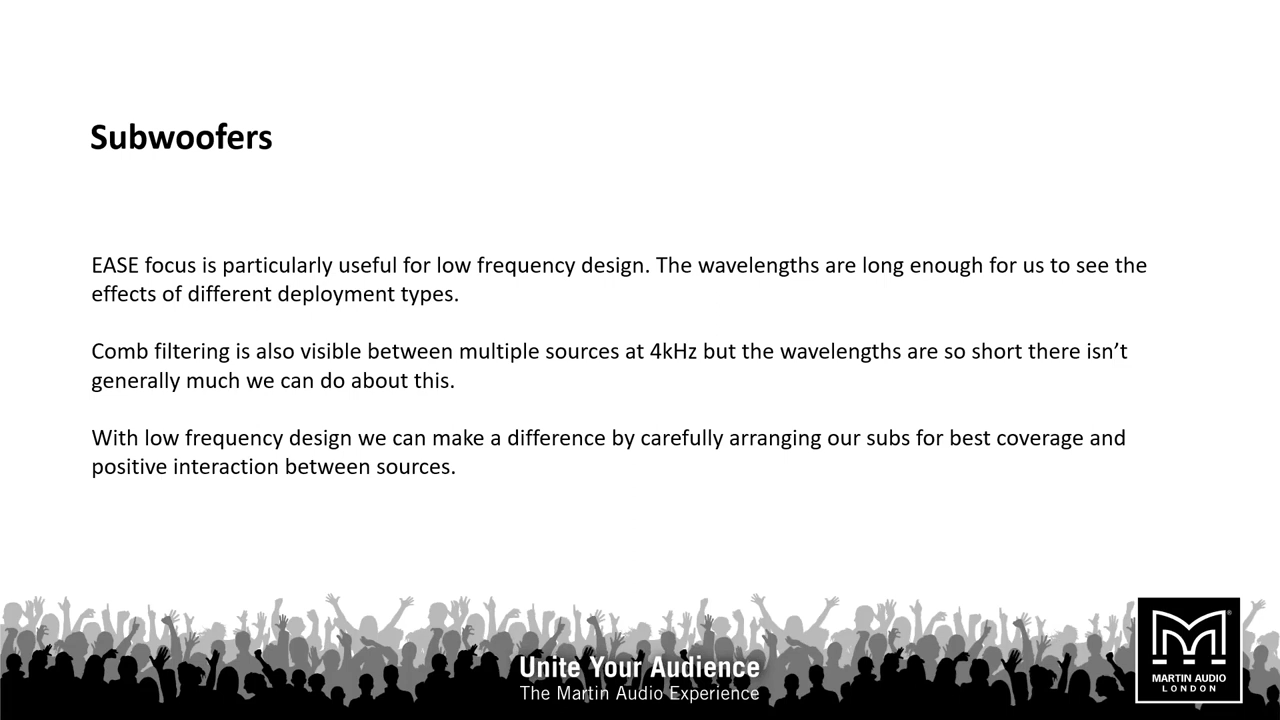 Subwoofers
EASE focus is particularly useful for low frequency design. The wavelengths are long enough for us to see the
effects of different deployment types.
Comb filtering is also visible between multiple sources at 4kHz but the wavelengths are so short there isn’t
generally much we can do about this.
With low frequency design we can make a difference by carefully arranging our subs for best coverage and
positive interaction between sources.
Unite Your Audience
The Martin Audio Experience
®
MARTIN AUDIO
LONDON